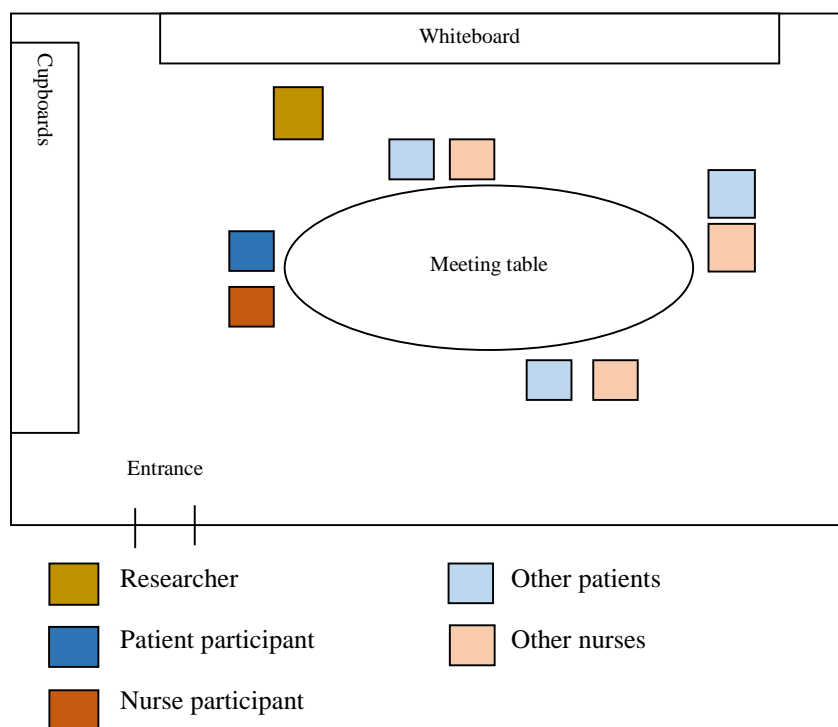 Whiteboard
Cupboards
Meeting table
Entrance
Researcher
Other patients
Patient participant
Other nurses
Nurse participant